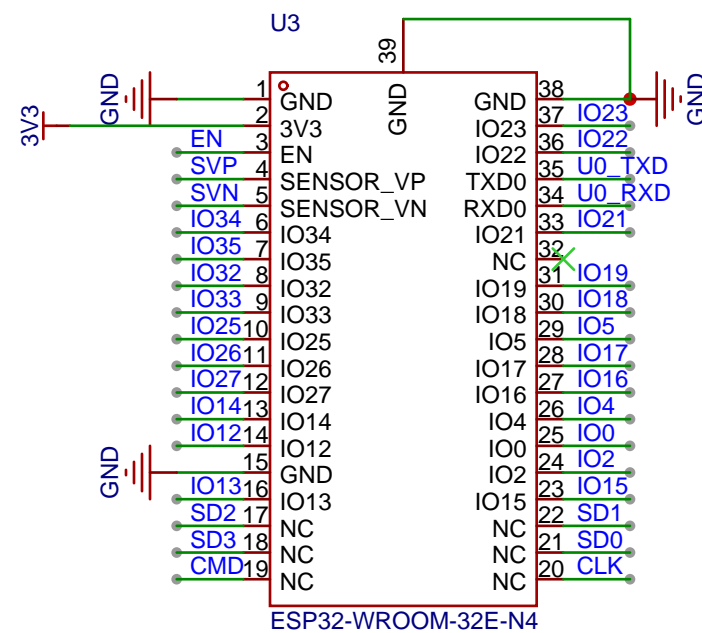 U3
39
GND
GND
1
GND
3V3
2
3V3
EN
3
EN
SVP
4
SENSOR_VP
SVN
5
SENSOR_VN
IO34
6
IO34
IO35
7
IO35
IO32
8
IO32
IO33
9
IO33
IO25
10
IO25
IO26
11
IO26
IO27
12
IO27
IO14
13
IO14
IO12
14
IO12
GND
15
GND
IO13
16
IO13
SD2
17
NC
SD3
18
NC
CMD
19
NC
GND
38
GND
IO23
37
IO23
IO22
36
IO22
TXD0
35
U0_TXD
RXD0
34
U0_RXD
IO21
33
IO21
NC
32
IO19
31
IO19
IO18
30
IO18
IO5
29
IO5
IO17
28
IO17
IO16
27
IO16
IO4
26
IO4
IO0
25
IO0
IO2
24
IO2
IO15
23
IO15
NC
22
SD1
NC
21
SD0
NC
20
CLK
ESP32-WROOM-32E-N4